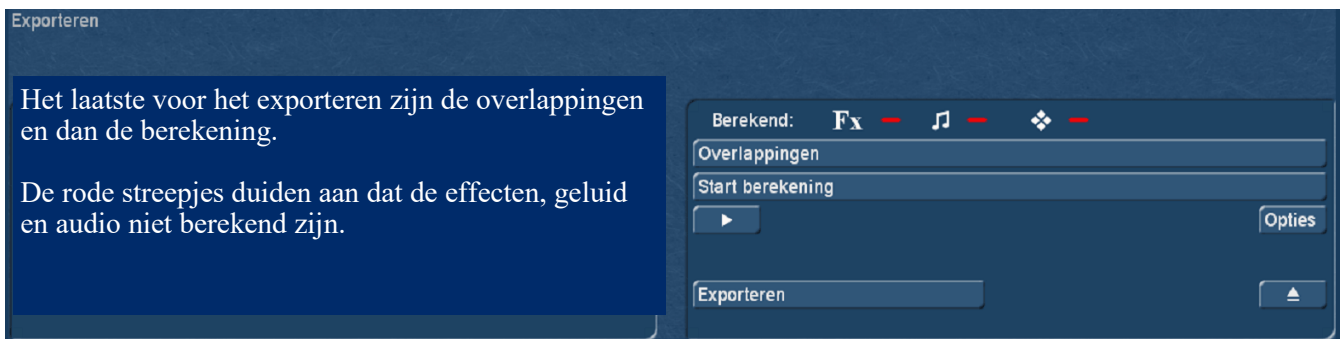 Exporteren
Het laatste voor het exporteren zijn de overlappingen
en dan de berekening.
De rode streepjes duiden aan dat de effecten, geluid
en audio niet berekend zijn.
Berekend: Fx
Overlappingen
Start berekening
Opties
Exporteren